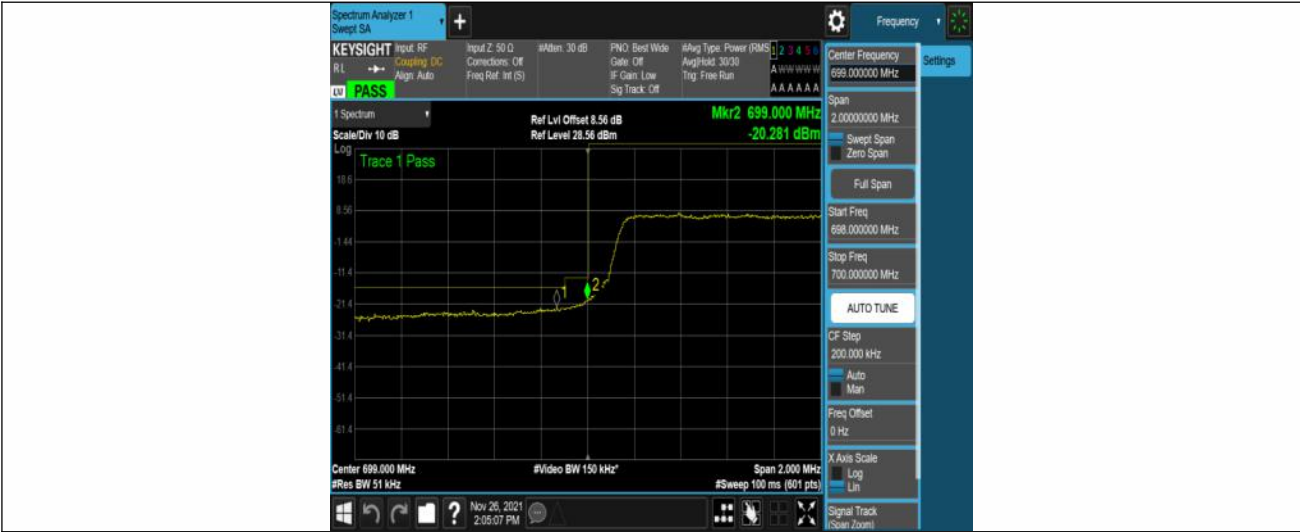 Spectrum Analyzer 1
Swept SA
+
Frequency
KEYSIGHT
RL
LXI
PASS
Input: RF
Coupling: DC
Align: Auto
Input Z: 50 Ω
Corrections: Off
Freq Ref: Int (S)
#Atten: 30 dB
PNO: Best Wide
Gate: Off
IF Gain: Low
Sig Track: Off
#Avg Type: Power (RMS
Avg|Hold: 30/30
Trig: Free Run
1 2 3 4 5 6
A W W W W W
A A A A A A
1 Spectrum
Scale/Div 10 dB
Log
Ref Lvl Offset 8.56 dB
Ref Level 28.56 dBm
Mkr2 699.000 MHz
-20.281 dBm
Trace 1 Pass
18.6
8.56
-1.44
-11.4
-21.4
-31.4
-41.4
-51.4
-61.4
1
2
Center 699.000 MHz
#Res BW 51 kHz
#Video BW 150 kHz*
Span 2.000 MHz
#Sweep 100 ms (601 pts)
?
Nov 26, 2021
2:05:07 PM
Center Frequency
699.000000 MHz
Settings
Span
2.00000000 MHz
Swept Span
Zero Span
Full Span
Start Freq
698.000000 MHz
Stop Freq
700.000000 MHz
AUTO TUNE
CF Step
200.000 kHz
Auto
Man
Freq Offset
0 Hz
X Axis Scale
Log
Lin
Signal Track
(Span Zoom)